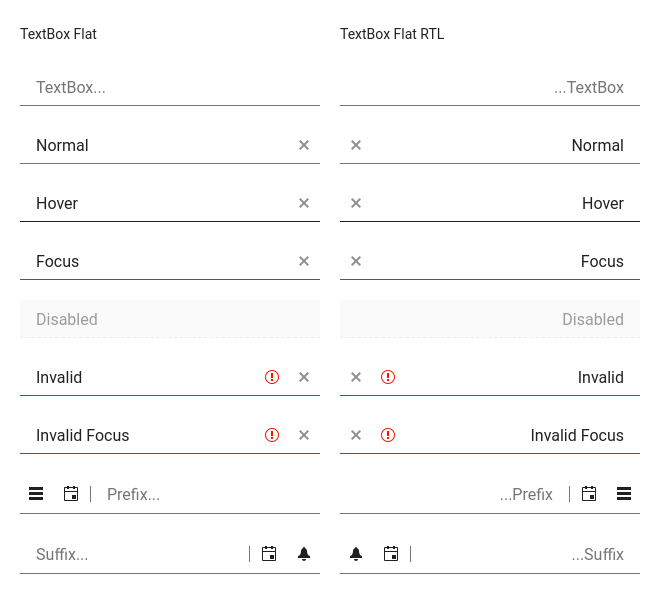 TextBox Flat
TextBox Flat RTL
TextBox...
...TextBox
Normal
Normal
Hover
Hover
Focus
Focus
Disabled
Disabled
Invalid
Invalid
Invalid Focus
Invalid Focus
Prefix...
...Prefix
Suffix...
...Suffix